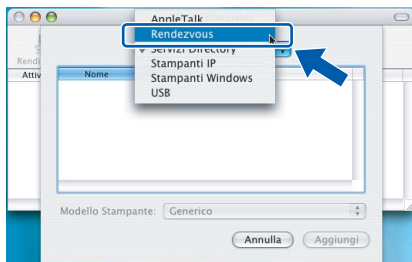 AppleTalk
Rendezvous
Servizi Directory
Stampanti IP
Stampanti Windows
USB
Rendi
Attiv
Nome
Modello Stampante: Generico
Annulla Aggiungi